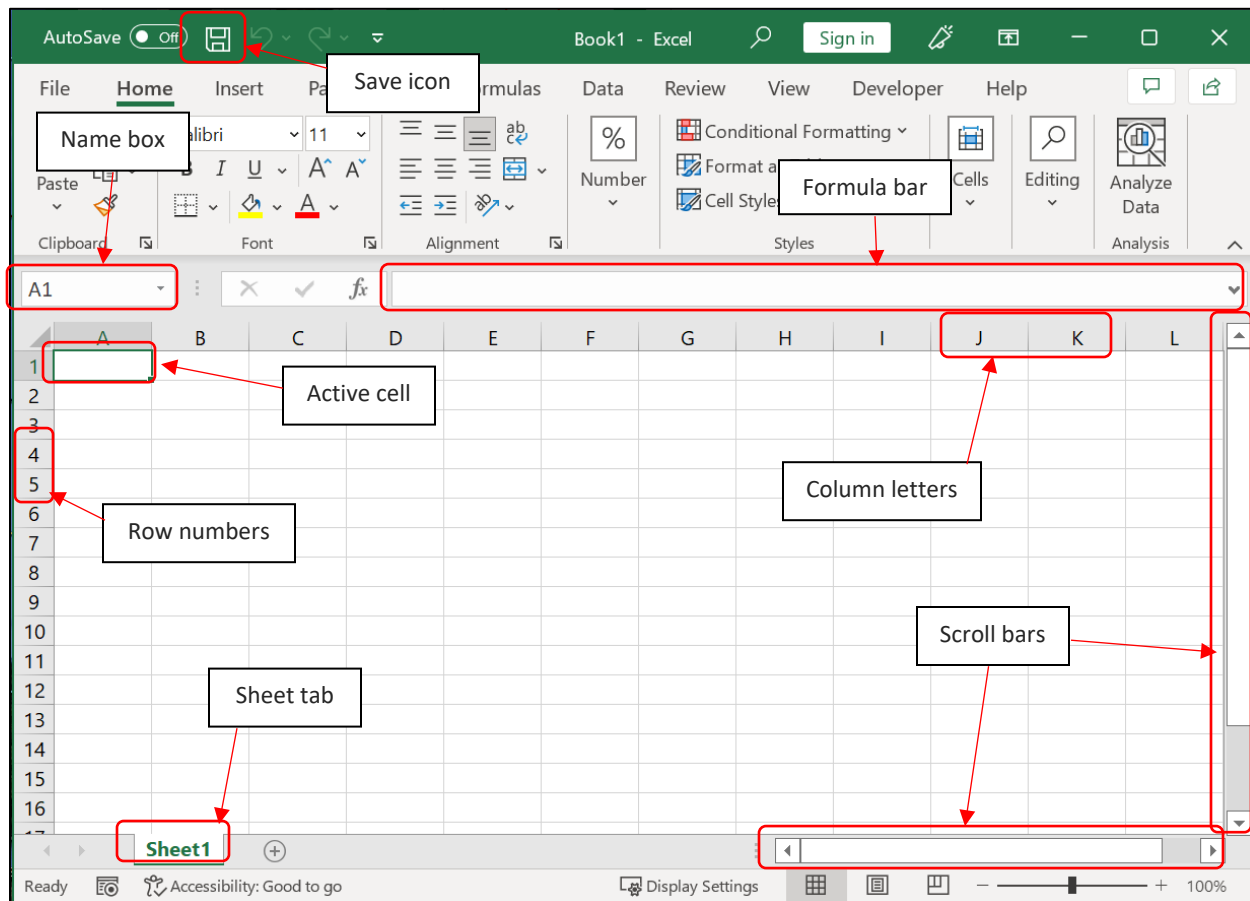 AutoSave Off Book1 - Excel Sign in
Save icon
File Home Insert Pa rmulas Data Review View Developer Help
Name box
alibri 11 ab % Conditional Formatting
Paste B I U A A Number Format a Cells Editing Analyze Data
Formula bar
A Cell Styles
Clipboard Font Alignment Styles Analysis
A1 fx
A B C D E F G H I J K L
1
Active cell
2
3
4
Column letters
5
6
Row numbers
7
8
9
10
Scroll bars
11
12
Sheet tab
13
14
15
16
Sheet1
Ready Accessibility: Good to go Display Settings 100%